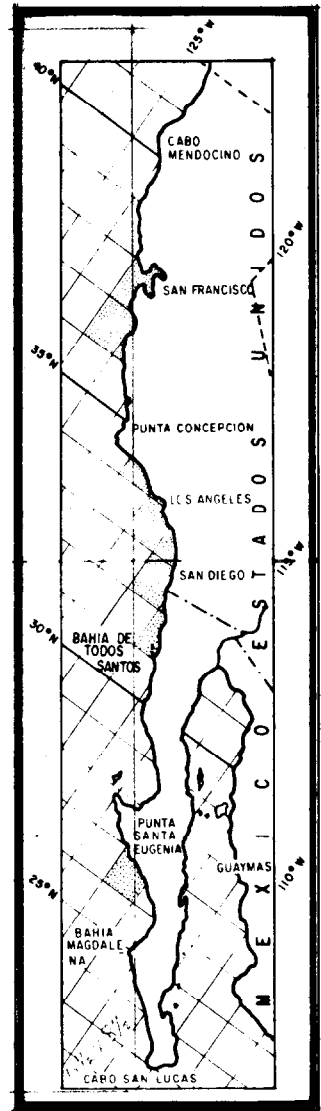 125°W
40°N
CABO
MENDOCINO
120°W
SAN FRANCISCO
35°N
PUNTA CONCEPCION
LOS ANGELES
ESTADOS UNIDOS
115°W
SAN DIEGO
30°N
BAHIA DE
TODOS
SANTOS
PUNTA
SANTA
EUGENIA
GUAYMAS
MEXICO
110°W
25°N
BAHIA
MAGDALE
NA
CABO SAN LUCAS